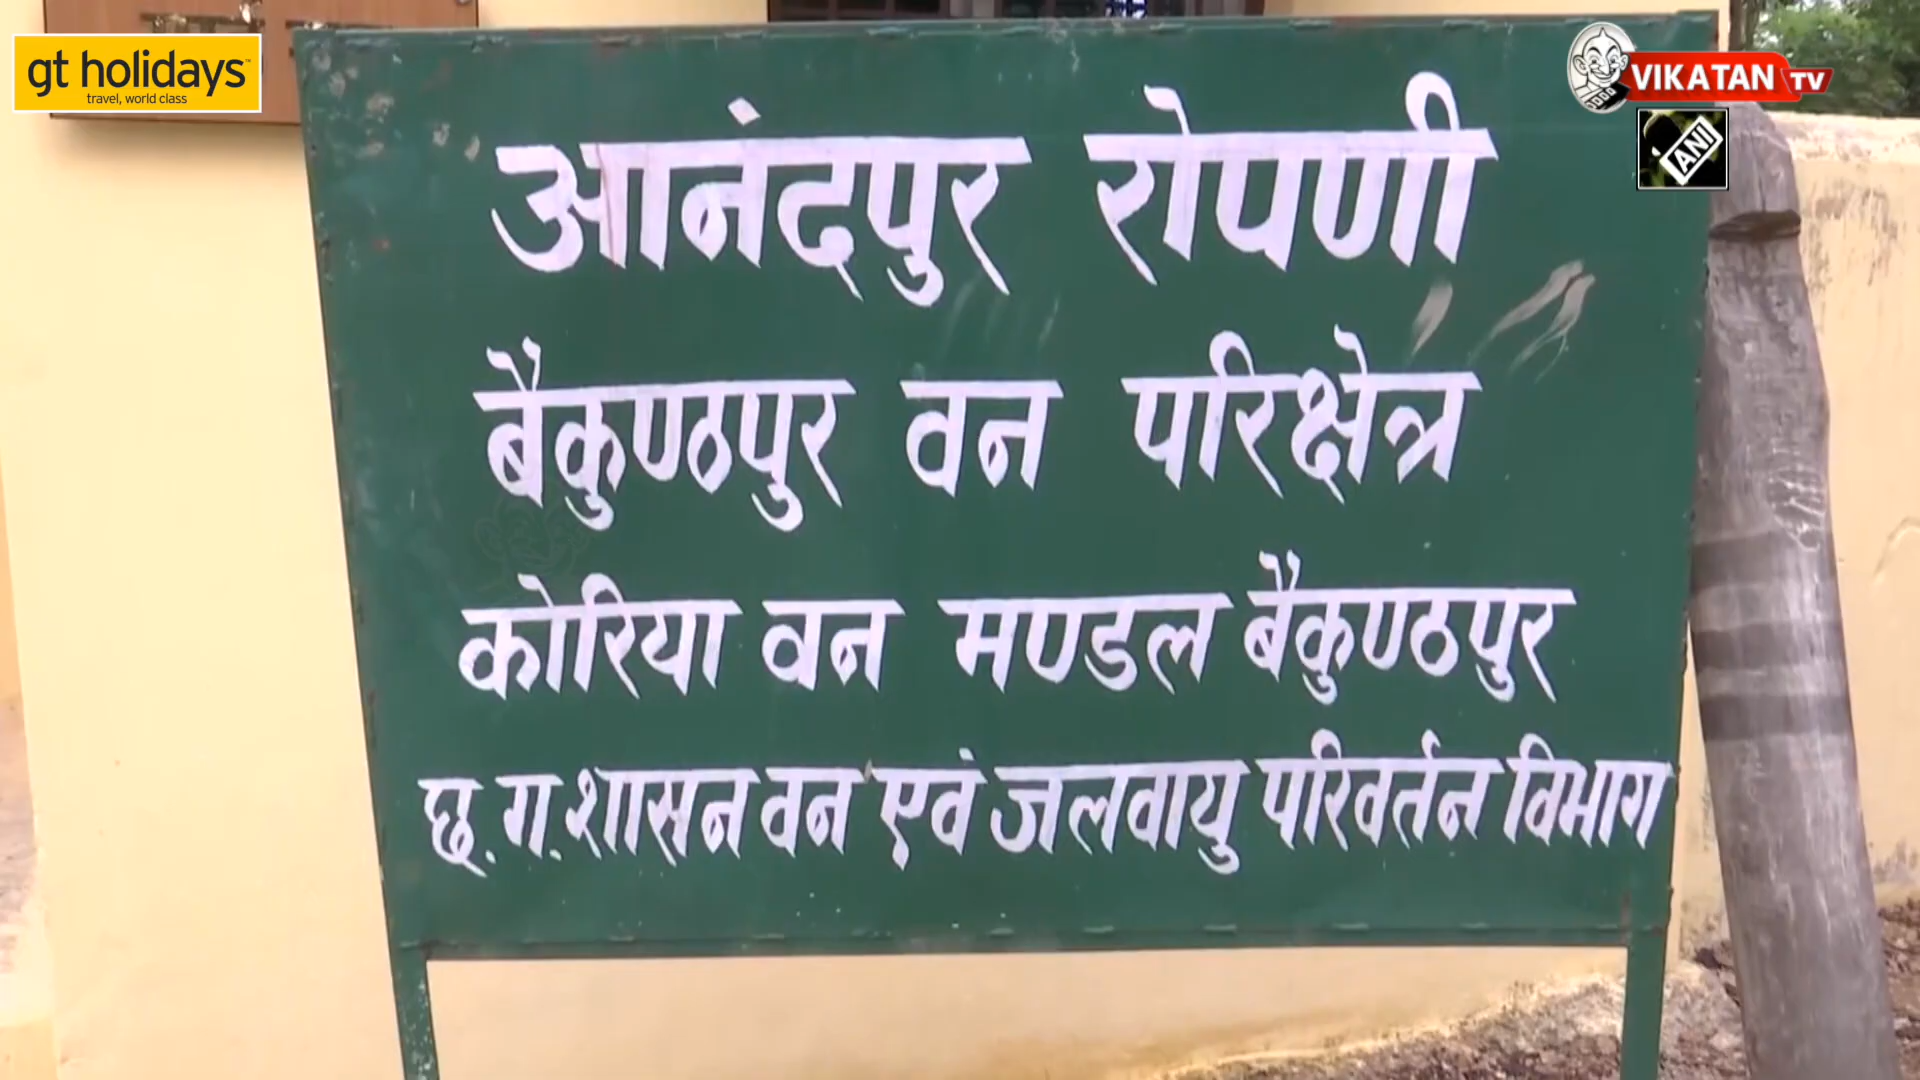 gt holidays
travel, world class
VIKATAN TV
ANI
आनंदपुर रोपणी
बैकुण्ठपुर वन परिक्षेत्र
कोरिया वन मण्डल बैकुण्ठपुर
छ.ग. शासन वन एवं जलवायु परिवर्तन विभाग